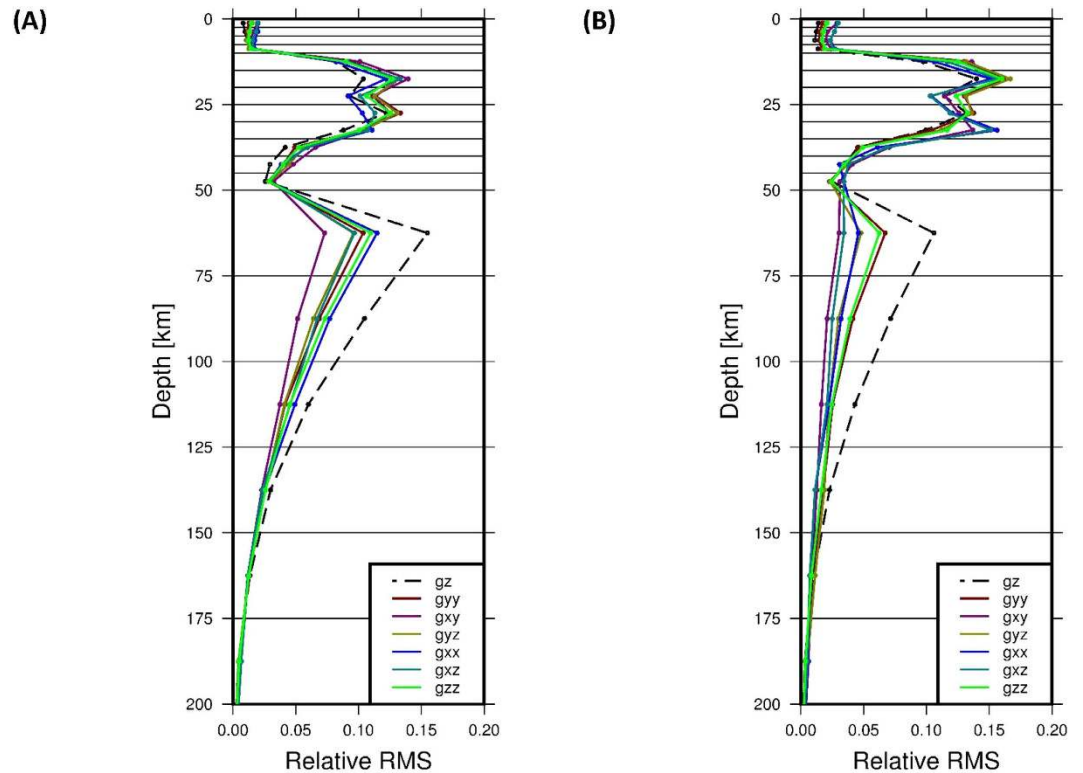 (A)
0
25
50
75
100
125
150
175
200
Depth [km]
0.00 0.05 0.10 0.15 0.20
Relative RMS
gz
gyy
gxy
gyz
gxx
gxz
gzz
(B)
0
25
50
75
100
125
150
175
200
Depth [km]
0.00 0.05 0.10 0.15 0.20
Relative RMS
gz
gyy
gxy
gyz
gxx
gxz
gzz